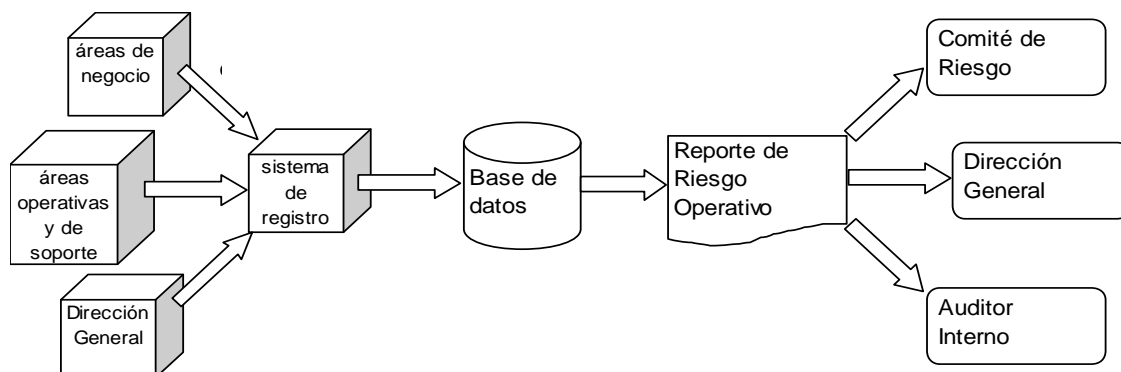 áreas de
negocio
áreas
operativas
y de
soporte
Dirección
General
sistema
de
registro
Base de
datos
Reporte de
Riesgo
Operativo
Comité de
Riesgo
Dirección
General
Auditor
Interno